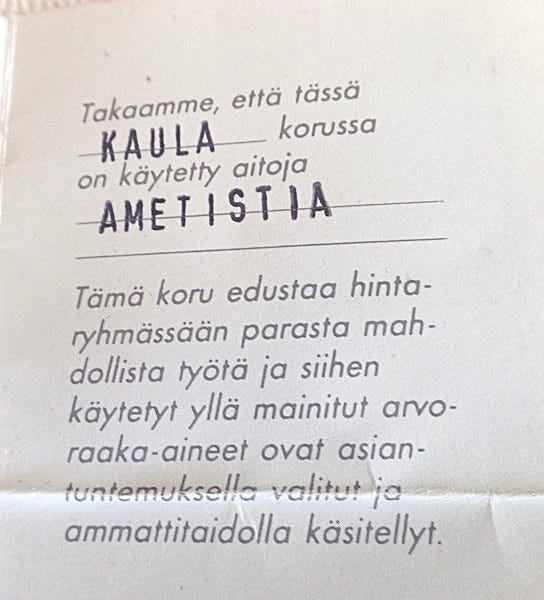 Takaamme, että tässä
KAULA korussa
on käytetty aitoja
AMETISTIA
Tämä koru edustaa hinta-
ryhmässään parasta mah-
dollista työtä ja siihen
käytetyt yllä mainitut arvo-
raaka-aineet ovat asian-
tuntemuksella valitut ja
ammattitaidolla käsitellyt.